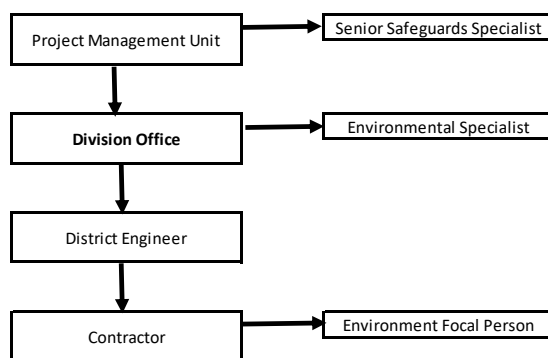 Project Management Unit
Senior Safeguards Specialist
Division Office
Environmental Specialist
District Engineer
Contractor
Environment Focal Person